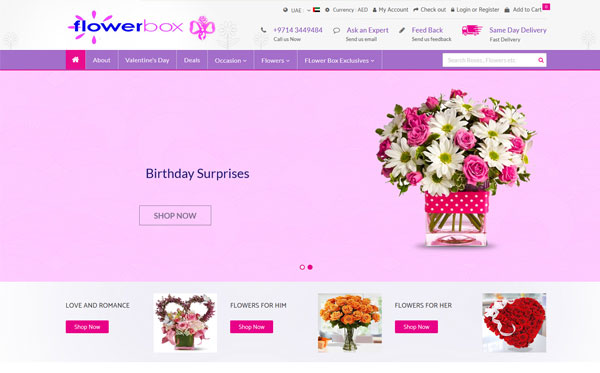 UAE
Currency : AED
My Account
Check out
Login or Register
Add to Cart
0
flowerbox
+9714 3449484
Call us Now
Ask an Expert
Send us email
Feed Back
Send us feedback
Same Day Delivery
Fast Delivery
About
Valentine's Day
Deals
Occasion
Flowers
FLower Box Exclusives
Search Roses, Flowers etc
Birthday Surprises
SHOP NOW
LOVE AND ROMANCE
Shop Now
FLOWERS FOR HIM
Shop Now
FLOWERS FOR HER
Shop Now